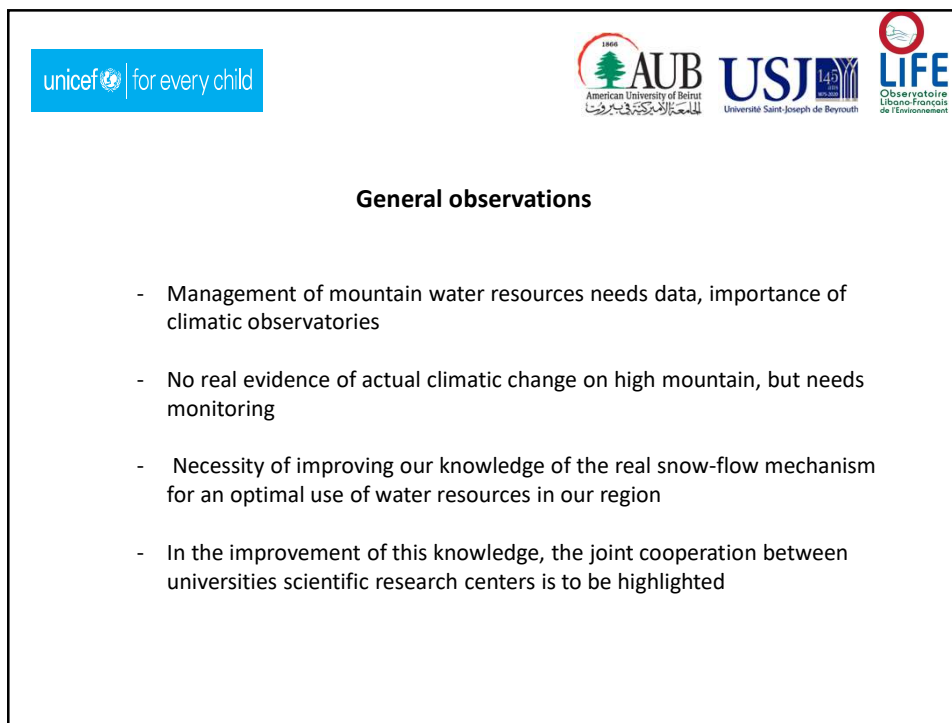 unicef for every child
1866
AUB
American University of Beirut
الجامعة الأميركية في بيروت
USJ 145 ans
1875-2020
Université Saint-Joseph de Beyrouth
LiFE
Observatoire
Libano-Français
de l'Environnement
General observations
- Management of mountain water resources needs data, importance of
climatic observatories
- No real evidence of actual climatic change on high mountain, but needs
monitoring
- Necessity of improving our knowledge of the real snow-flow mechanism
for an optimal use of water resources in our region
- In the improvement of this knowledge, the joint cooperation between
universities scientific research centers is to be highlighted